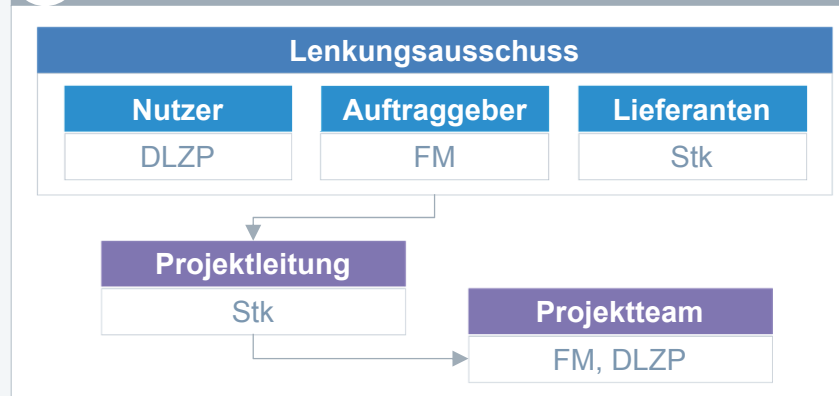 Lenkungsausschuss
Nutzer
Auftraggeber
Lieferanten
DLZP
FM
Stk
Projektleitung
Stk
Projektteam
FM, DLZP